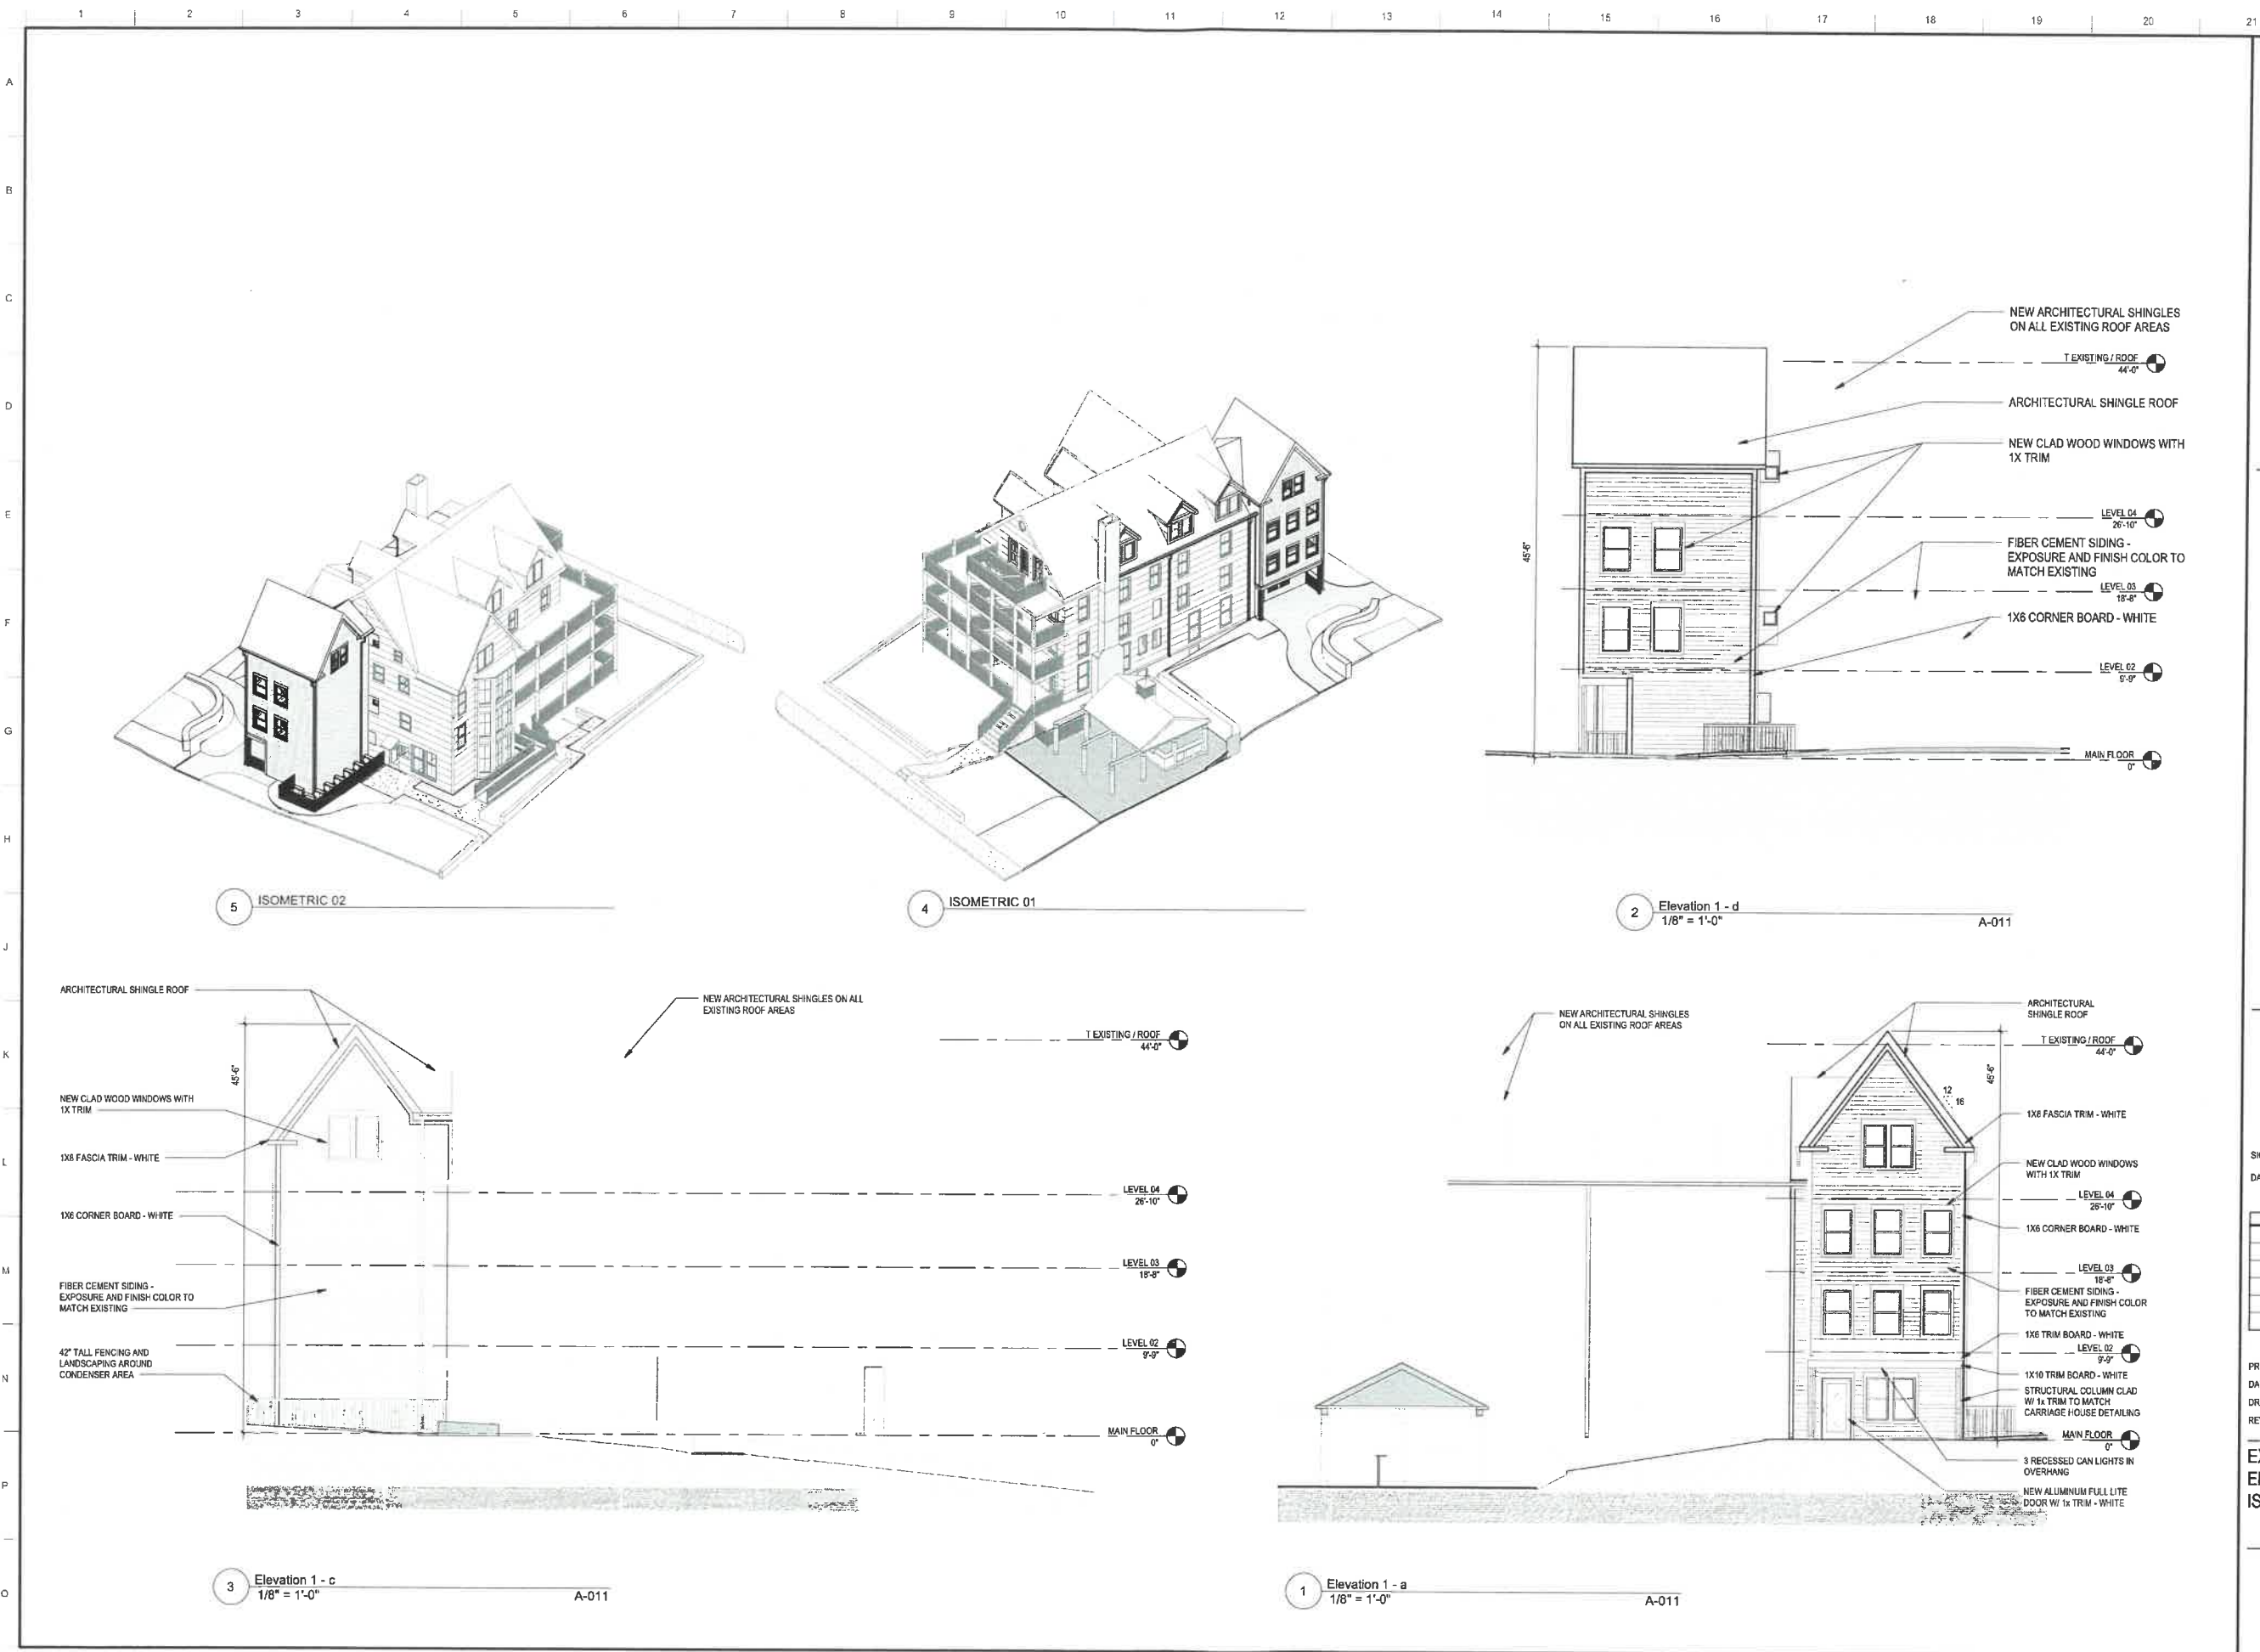 1 2 3 4 5 6 7 8 9 10 11 12 13 14 15 16 17 18 19 20 21
A
B
C
D
E
F
G
H
J
K
L
M
N
P
O
NEW ARCHITECTURAL SHINGLES
ON ALL EXISTING ROOF AREAS
T EXISTING / ROOF
44'-0"
ARCHITECTURAL SHINGLE ROOF
NEW CLAD WOOD WINDOWS WITH
1X TRIM
LEVEL 04
26'-10"
45'-6"
FIBER CEMENT SIDING -
EXPOSURE AND FINISH COLOR TO
MATCH EXISTING
LEVEL 03
18'-8"
1X6 CORNER BOARD - WHITE
LEVEL 02
9'-9"
MAIN FLOOR
0"
5 ISOMETRIC 02
4 ISOMETRIC 01
2 Elevation 1 - d
1/8" = 1'-0"
A-011
ARCHITECTURAL SHINGLE ROOF
NEW ARCHITECTURAL SHINGLES ON ALL
EXISTING ROOF AREAS
T EXISTING / ROOF
44'-0"
45'-6"
NEW CLAD WOOD WINDOWS WITH
1X TRIM
1X8 FASCIA TRIM - WHITE
LEVEL 04
26'-10"
1X6 CORNER BOARD - WHITE
LEVEL 03
18'-8"
FIBER CEMENT SIDING -
EXPOSURE AND FINISH COLOR TO
MATCH EXISTING
LEVEL 02
9'-9"
42" TALL FENCING AND
LANDSCAPING AROUND
CONDENSER AREA
MAIN FLOOR
0"
3 Elevation 1 - c
1/8" = 1'-0"
A-011
NEW ARCHITECTURAL SHINGLES
ON ALL EXISTING ROOF AREAS
ARCHITECTURAL
SHINGLE ROOF
T EXISTING / ROOF
44'-0"
45'-6"
12
16
1X8 FASCIA TRIM - WHITE
NEW CLAD WOOD WINDOWS
WITH 1X TRIM
LEVEL 04
26'-10"
1X6 CORNER BOARD - WHITE
LEVEL 03
18'-8"
FIBER CEMENT SIDING -
EXPOSURE AND FINISH COLOR
TO MATCH EXISTING
1X6 TRIM BOARD - WHITE
LEVEL 02
9'-9"
1X10 TRIM BOARD - WHITE
STRUCTURAL COLUMN CLAD
W/ 1x TRIM TO MATCH
CARRIAGE HOUSE DETAILING
MAIN FLOOR
0"
3 RECESSED CAN LIGHTS IN
OVERHANG
NEW ALUMINUM FULL LITE
DOOR W/ 1x TRIM - WHITE
1 Elevation 1 - a
1/8" = 1'-0"
A-011
DA
PR
DA
DR